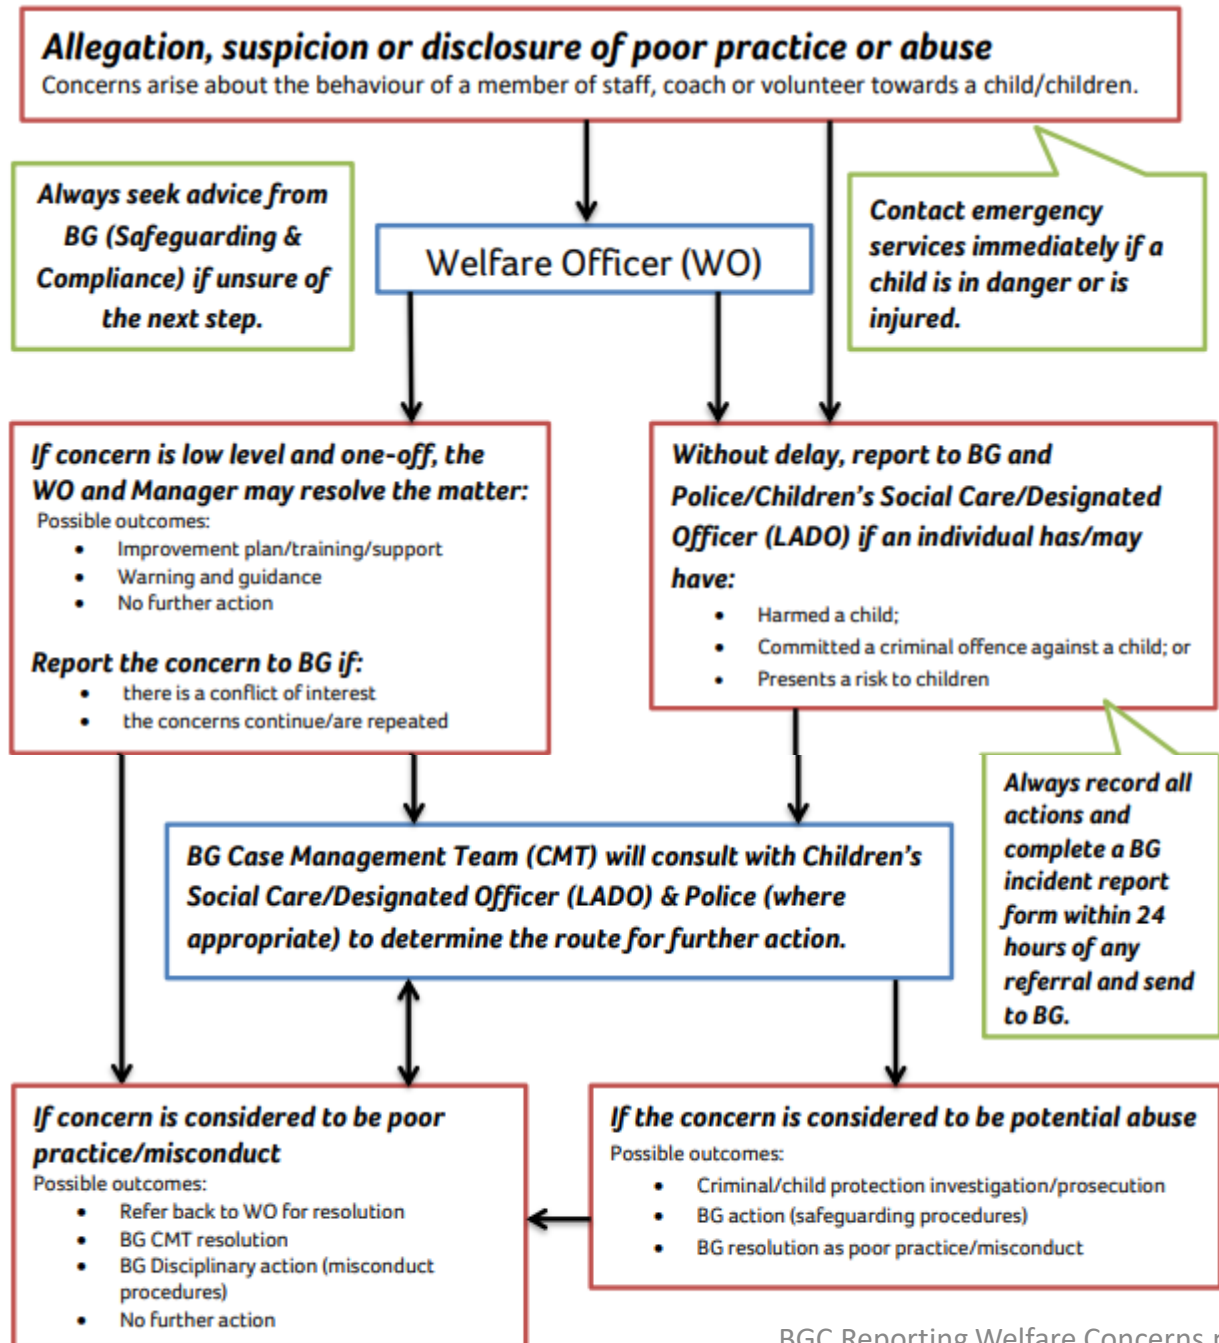 Allegation, suspicion or disclosure of poor practice or abuse
Concerns arise about the behaviour of a member of staff, coach or volunteer towards a child/children.
Always seek advice from
BG (Safeguarding &
Compliance) if unsure of
the next step.
Welfare Officer (WO)
Contact emergency
services immediately if a
child is in danger or is
injured.
If concern is low level and one-off, the
WO and Manager may resolve the matter:
Possible outcomes:
• Improvement plan/training/support
• Warning and guidance
• No further action
Report the concern to BG if:
• there is a conflict of interest
• the concerns continue/are repeated
Without delay, report to BG and
Police/Children's Social Care/Designated
Officer (LADO) if an individual has/may
have:
• Harmed a child;
• Committed a criminal offence against a child; or
• Presents a risk to children
Always record all
actions and
complete a BG
incident report
form within 24
hours of any
referral and send
to BG.
BG Case Management Team (CMT) will consult with Children's
Social Care/Designated Officer (LADO) & Police (where
appropriate) to determine the route for further action.
If concern is considered to be poor
practice/misconduct
Possible outcomes:
• Refer back to WO for resolution
• BG CMT resolution
• BG Disciplinary action (misconduct
procedures)
• No further action
If the concern is considered to be potential abuse
Possible outcomes:
• Criminal/child protection investigation/prosecution
• BG action (safeguarding procedures)
• BG resolution as poor practice/misconduct
BGC Reporting Welfare Concerns